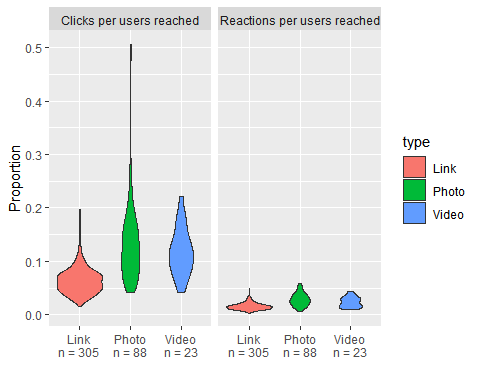 Clicks per users reached
Reactions per users reached
Proportion
0.5
0.4
0.3
0.2
0.1
0.0
Link
n = 305
Photo
n = 88
Video
n = 23
Link
n = 305
Photo
n = 88
Video
n = 23
type
Link
Photo
Video